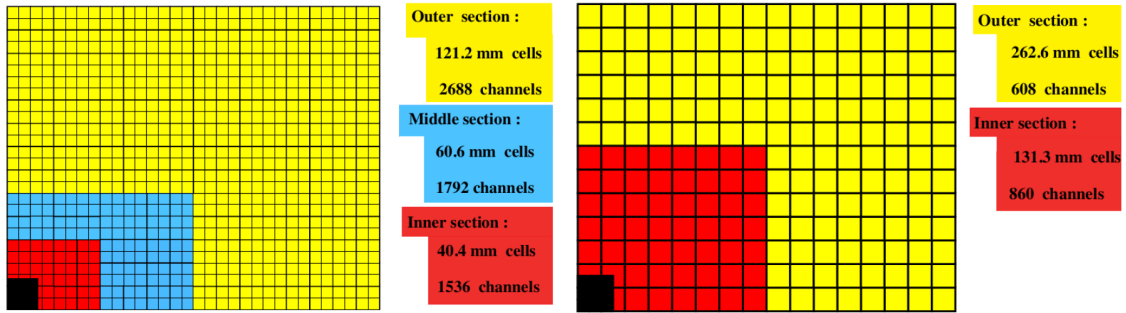 Outer section :
121.2 mm cells
2688 channels
Middle section :
60.6 mm cells
1792 channels
Inner section :
40.4 mm cells
1536 channels
Outer section :
262.6 mm cells
608 channels
Inner section :
131.3 mm cells
860 channels